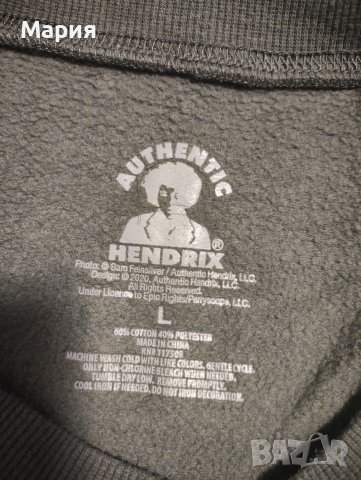 Мария
AUTHENTIC
HENDRIX®
Photo: © Sam Feinsilver / Authentic Hendrix, LLC.
Design: © 2020, Authentic Hendrix, LLC.
All Rights Reserved.
Under License to Epic Rights/Perryscope, LLC.
L
60% COTTON 40% POLYESTER
MADE IN CHINA
RN# 117508
MACHINE WASH COLD WITH LIKE COLORS, GENTLE CYCLE.
ONLY NON-CHLORINE BLEACH WHEN NEEDED.
TUMBLE DRY LOW. REMOVE PROMPTLY.
COOL IRON IF NEEDED, DO NOT IRON DECORATION.
BAZAR